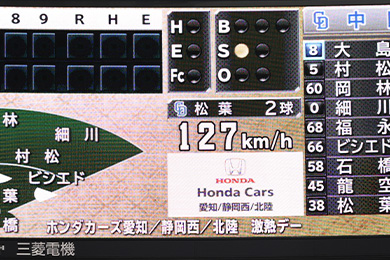 8 9 R H E
H B
E S
Fc O
松葉 2球
127km/h
HONDA
Honda Cars
愛知/静岡西/北陸
林
細川
村松
ビシエド
葉
橋
ホンダカーズ愛知/静岡西/北陸 激熱デー
中
8 大島
5 村松
60 岡林
0 細川
68 福永
66 ビシエド
58 石橋
45 龍空
38 松葉
三菱電機